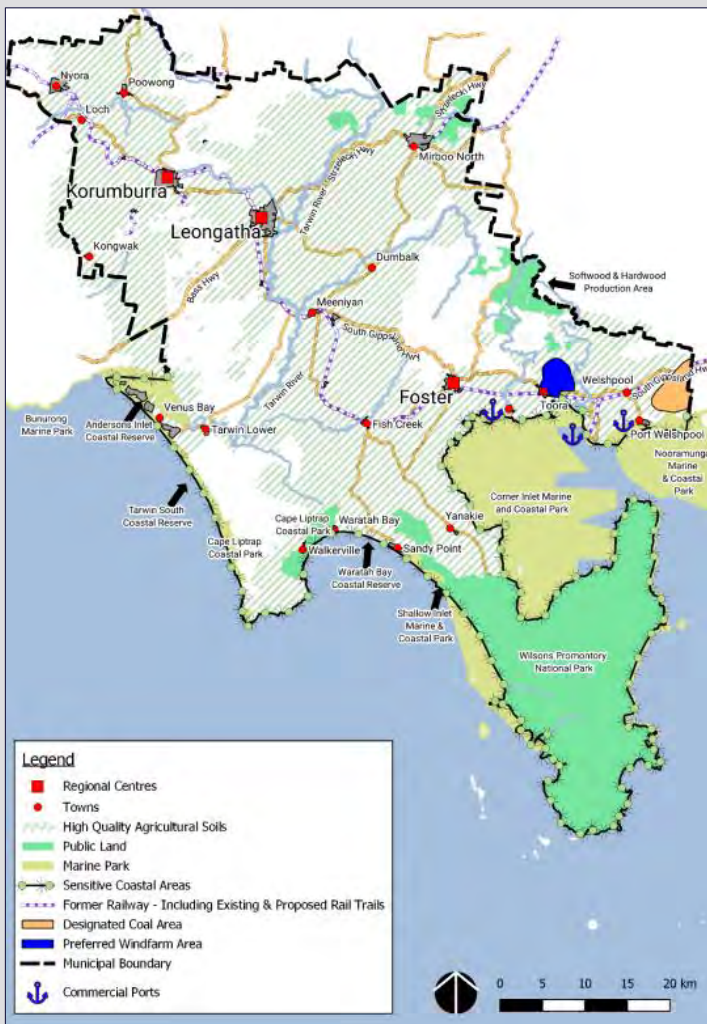 Nyora
Poowong
Loch
Strzelecki Hwy
Mirboo North
Korumburra
Strzelecki Hwy
Tarwin River
Leongatha
Kongwak
Dumbalk
Bass Hwy
Softwood & Hardwood
Production Area
Meeniyan
South Gippsland Hwy
Welshpool
South Gippsland Hwy
Foster
Toora
Tarwin River
Bunurong
Marine Park
Andersons Inlet
Coastal Reserve
Venus Bay
Tarwin Lower
Fish Creek
Port Welshpool
Nooramunga
Marine
& Coastal
Park
Corner Inlet Marine
and Coastal Park
Tarwin South
Coastal Reserve
Cape Liptrap
Coastal Park
Cape Liptrap
Coastal Park
Waratah Bay
Yanakie
Walkerville
Sandy Point
Waratah Bay
Coastal Reserve
Shallow Inlet
Marine &
Coastal Park
Wilsons Promontory
National Park
Legend
Regional Centres
Towns
High Quality Agricultural Soils
Public Land
Marine Park
Sensitive Coastal Areas
Former Railway - Including Existing & Proposed Rail Trails
Designated Coal Area
Preferred Windfarm Area
Municipal Boundary
Commercial Ports
0 5 10 15 20 km